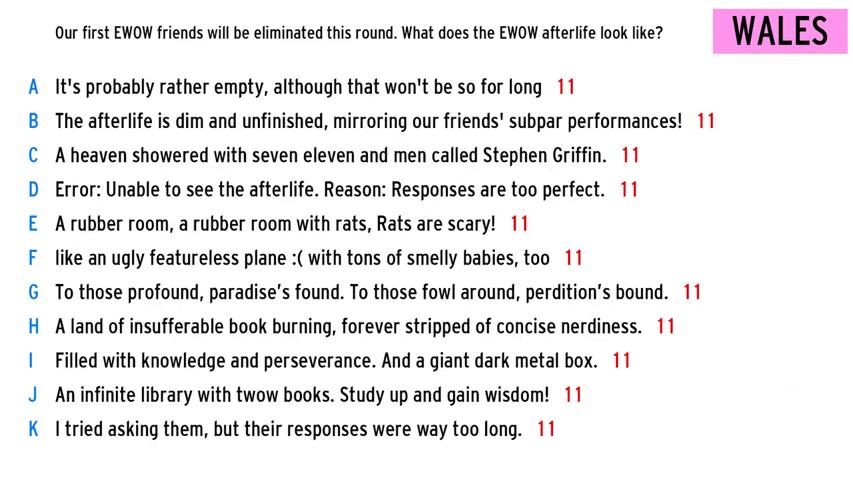 Our first EWOW friends will be eliminated this round. What does the EWOW afterlife look like?
WALES
A It's probably rather empty, although that won't be so for long 11
B The afterlife is dim and unfinished, mirroring our friends' subpar performances! 11
C A heaven showered with seven eleven and men called Stephen Griffin. 11
D Error: Unable to see the afterlife. Reason: Responses are too perfect. 11
E A rubber room, a rubber room with rats, Rats are scary! 11
F like an ugly featureless plane :( with tons of smelly babies, too 11
G To those profound, paradise’s found. To those fowl around, perdition’s bound. 11
H A land of insufferable book burning, forever stripped of concise nerdiness. 11
I Filled with knowledge and perseverance. And a giant dark metal box. 11
J An infinite library with twow books. Study up and gain wisdom! 11
K I tried asking them, but their responses were way too long. 11